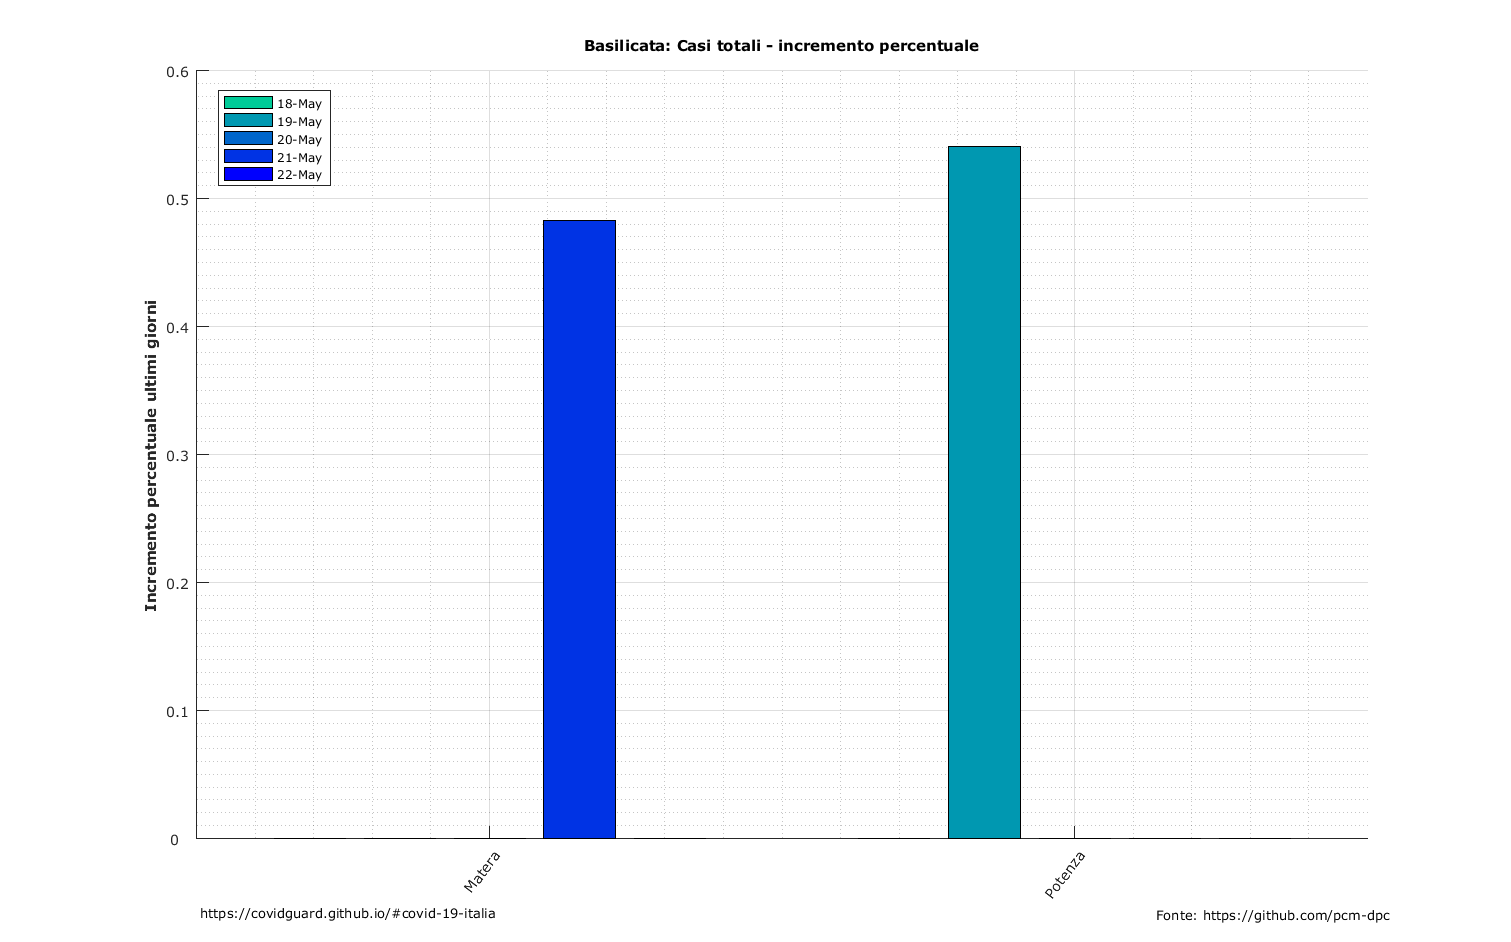 Basilicata: Casi totali - incremento percentuale
0.6
18-May
19-May
20-May
21-May
22-May
0.5
0.4
0.3
0.2
0.1
0
Incremento percentuale ultimi giorni
Matera
Potenza
https://covidguard.github.io/#covid-19-italia
Fonte: https://github.com/pcm-dpc